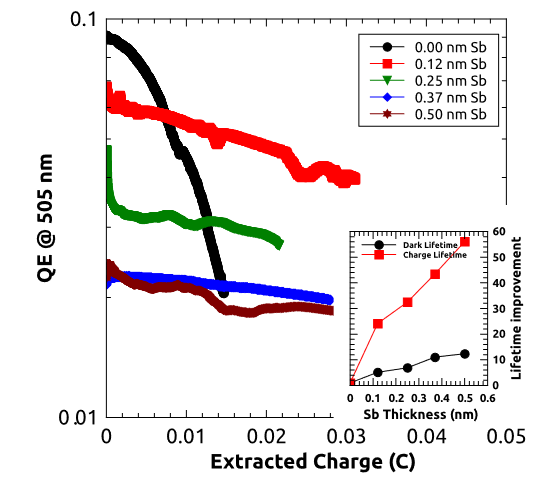 0.1
0.01
QE @ 505 nm
0.00 nm Sb
0.12 nm Sb
0.25 nm Sb
0.37 nm Sb
0.50 nm Sb
Dark Lifetime
Charge Lifetime
60
50
40
30
20
10
0
Lifetime improvement
0 0.1 0.2 0.3 0.4 0.5 0.6
Sb Thickness (nm)
0 0.01 0.02 0.03 0.04 0.05
Extracted Charge (C)